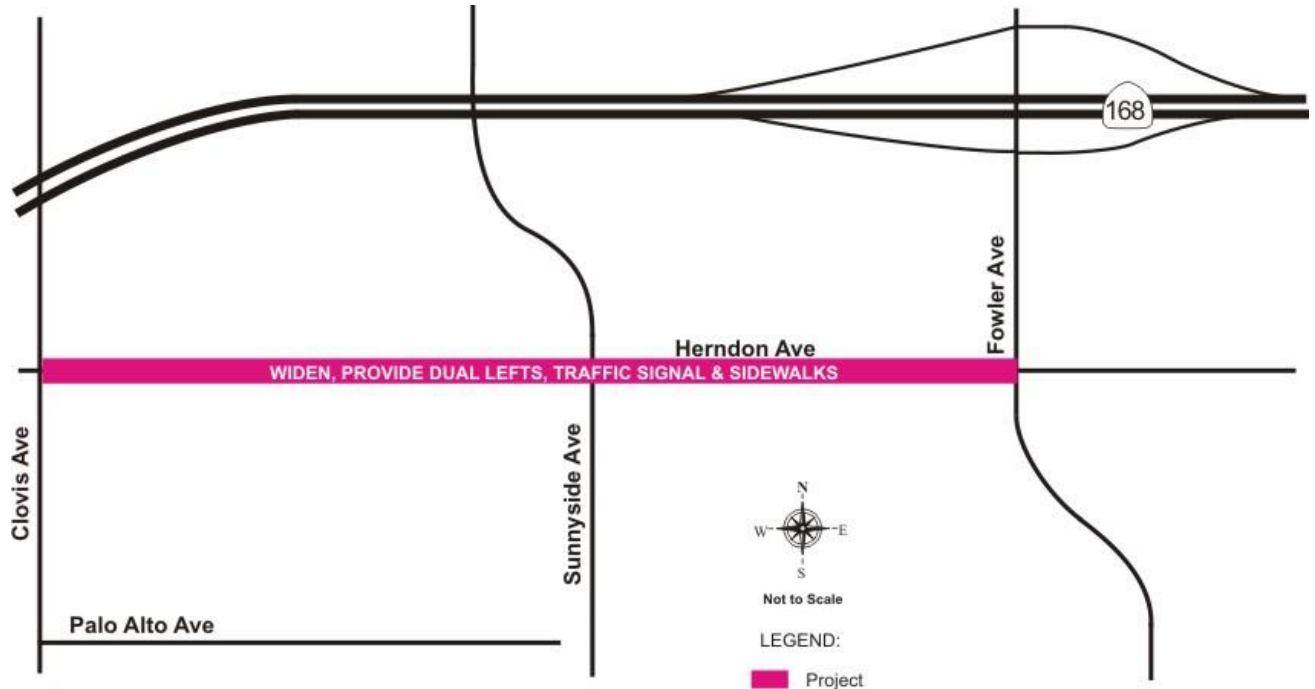 168
Fowler Ave
Herndon Ave
WIDEN, PROVIDE DUAL LEFTS, TRAFFIC SIGNAL & SIDEWALKS
Clovis Ave
Sunnyside Ave
N
W
E
S
Not to Scale
Palo Alto Ave
LEGEND:
Project